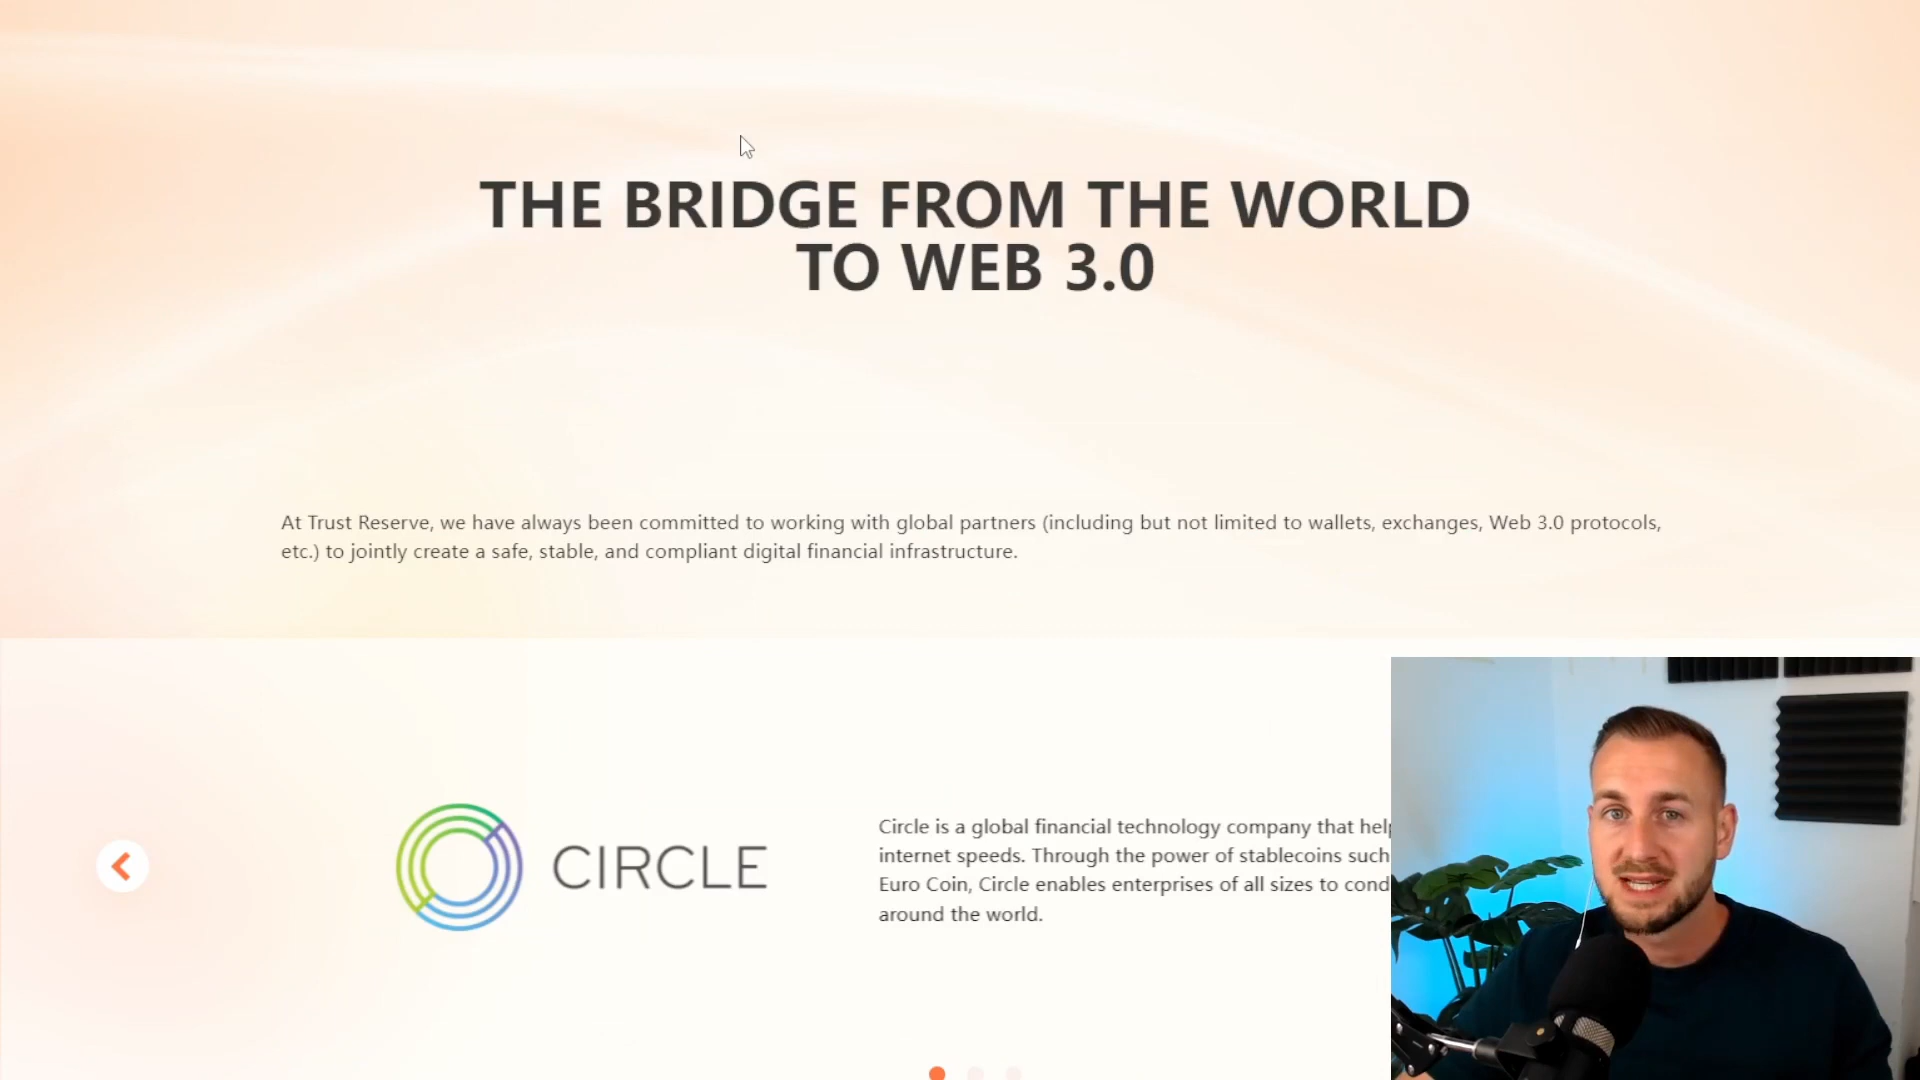 THE BRIDGE FROM THE WORLD
TO WEB 3.0
At Trust Reserve, we have always been committed to working with global partners (including but not limited to wallets, exchanges, Web 3.0 protocols,
etc.) to jointly create a safe, stable, and compliant digital financial infrastructure.
CIRCLE
Circle is a global financial technology company that
internet speeds. Through the power of stablecoins such
Euro Coin, Circle enables enterprises of all sizes to
around the world.